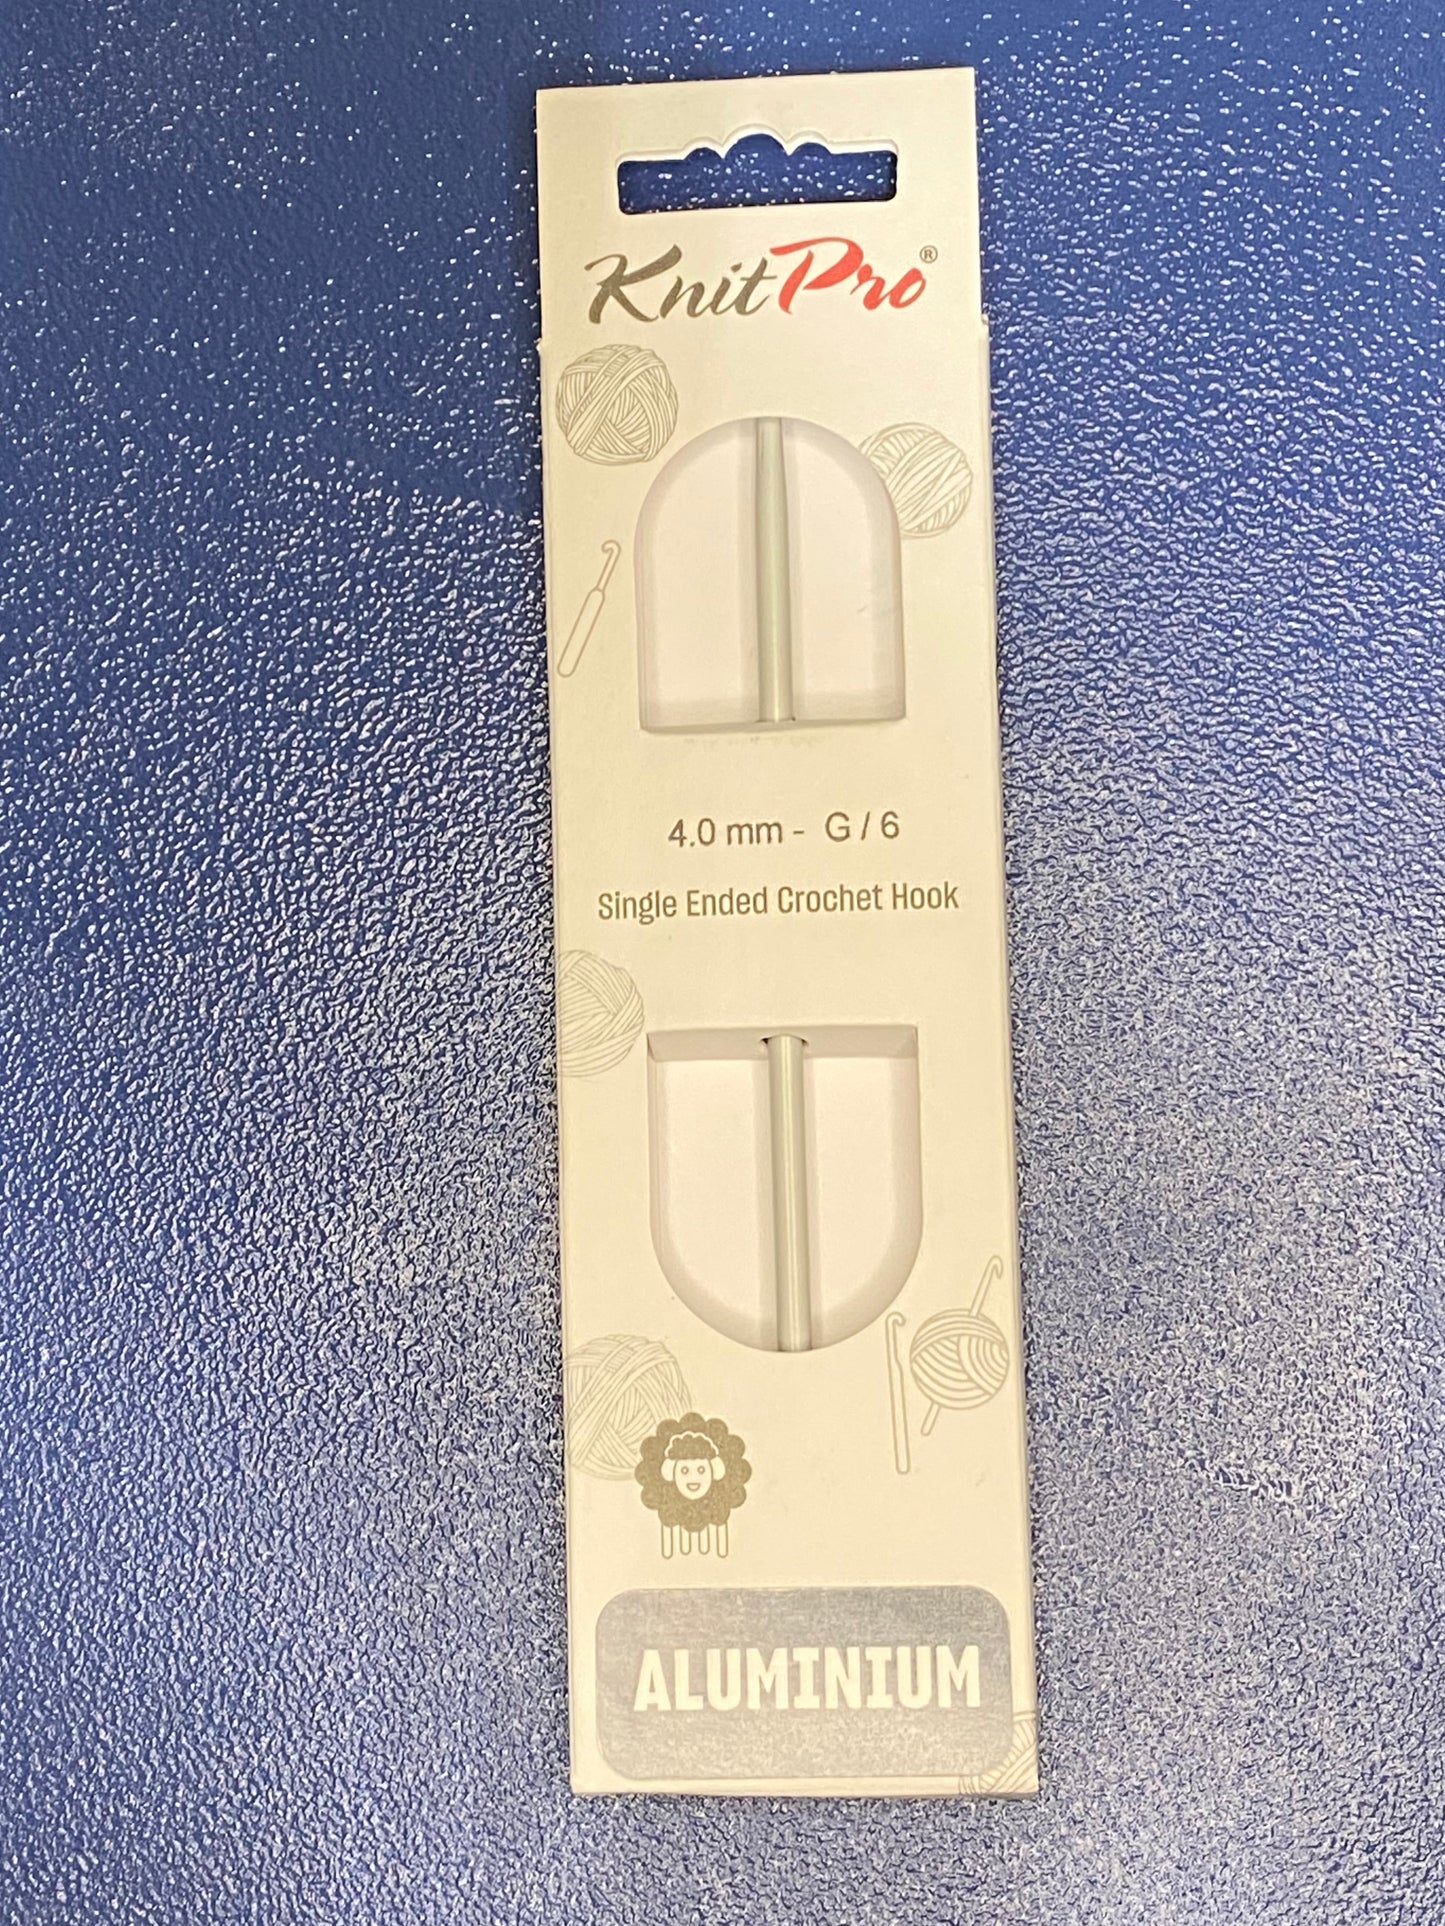 KnitPro®
4.0 mm - G / 6
Single Ended Crochet Hook
ALUMINIUM